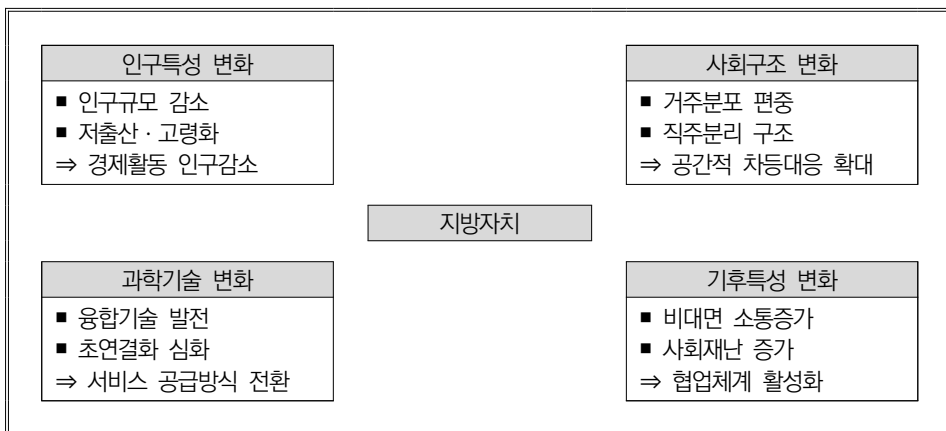 인구특성 변화
■ 인구규모 감소
■ 저출산 · 고령화
⇒ 경제활동 인구감소
사회구조 변화
■ 거주분포 편중
■ 직주분리 구조
⇒ 공간적 차등대응 확대
지방자치
과학기술 변화
■ 융합기술 발전
■ 초연결화 심화
⇒ 서비스 공급방식 전환
기후특성 변화
■ 비대면 소통증가
■ 사회재난 증가
⇒ 협업체계 활성화